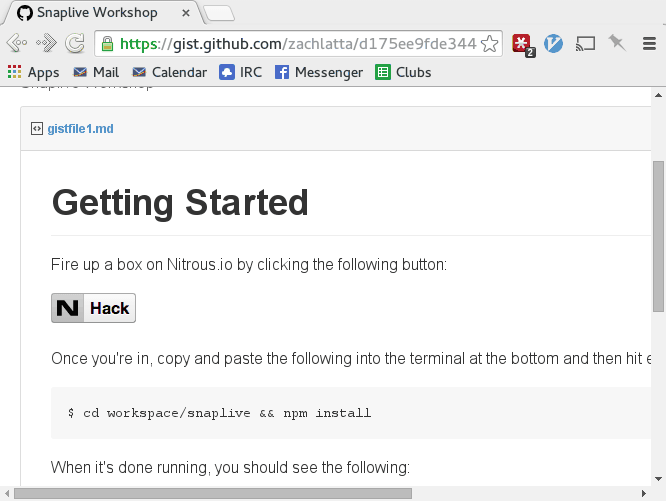 Snaplive Workshop
https://gist.github.com/zachlatta/d175ee9fde344
2
Apps Mail Calendar IRC Messenger Clubs
Snaplive Workshop
gistfile1.md
Getting Started
Fire up a box on Nitrous.io by clicking the following button:
N Hack
Once you're in, copy and paste the following into the terminal at the bottom and then hit e
$ cd workspace/snaplive && npm install
When it's done running, you should see the following: